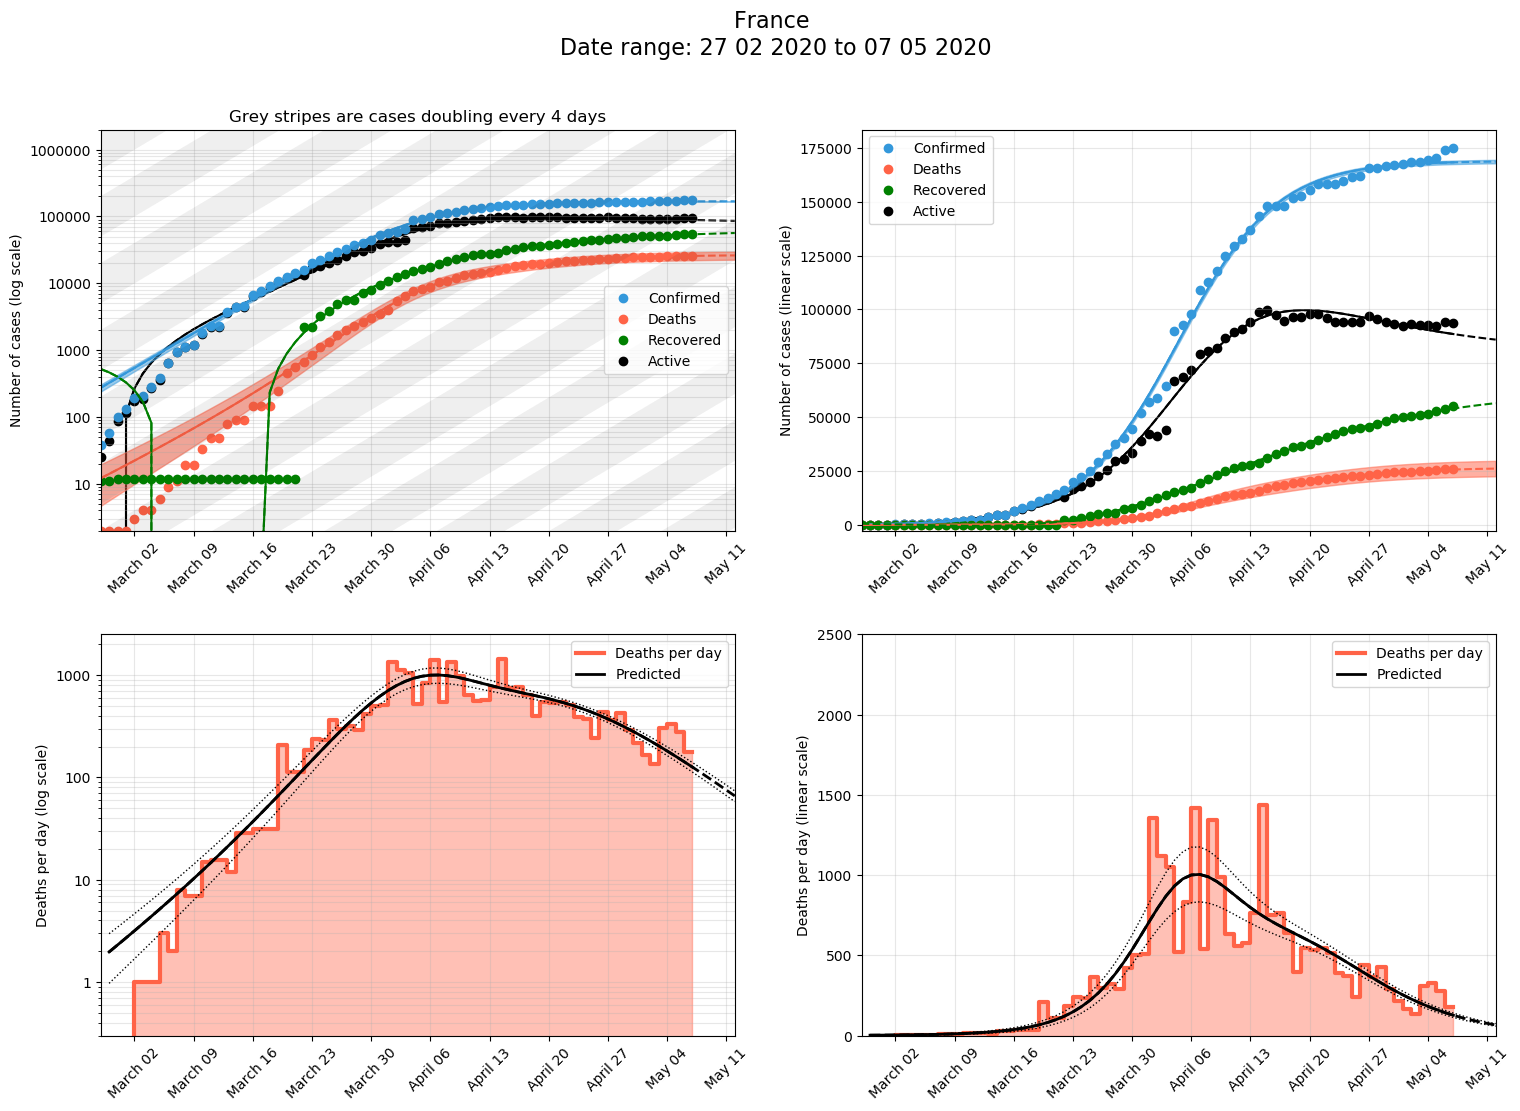 France
Date range: 27 02 2020 to 07 05 2020
Grey stripes are cases doubling every 4 days
Number of cases (log scale)
1000000
100000
10000
1000
100
10
Confirmed
Deaths
Recovered
Active
March 02
March 09
March 16
March 23
March 30
April 06
April 13
April 20
April 27
May 04
May 11
Number of cases (linear scale)
175000
150000
125000
100000
75000
50000
25000
0
Confirmed
Deaths
Recovered
Active
March 02
March 09
March 16
March 23
March 30
April 06
April 13
April 20
April 27
May 04
May 11
Deaths per day (log scale)
1000
100
10
1
Deaths per day
Predicted
March 02
March 09
March 16
March 23
March 30
April 06
April 13
April 20
April 27
May 04
May 11
Deaths per day (linear scale)
2500
2000
1500
1000
500
0
Deaths per day
Predicted
March 02
March 09
March 16
March 23
March 30
April 06
April 13
April 20
April 27
May 04
May 11